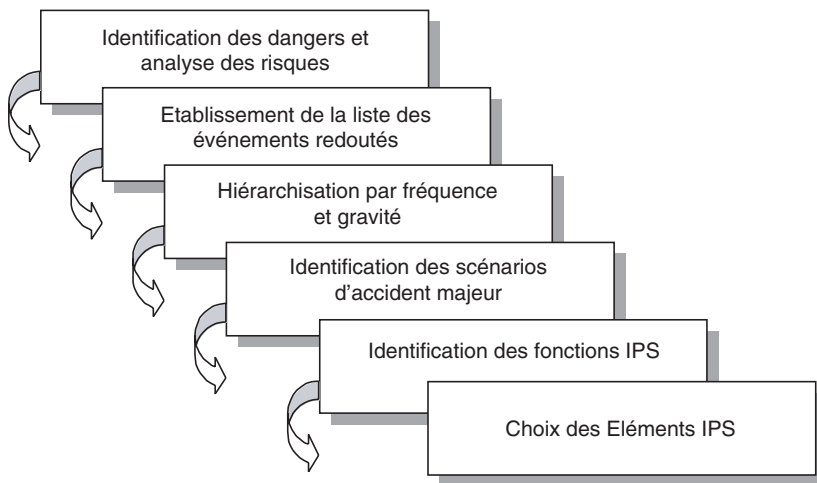 Identification des dangers et
analyse des risques
Etablissement de la liste des
événements redoutés
Hiérarchisation par fréquence
et gravité
Identification des scénarios
d'accident majeur
Identification des fonctions IPS
Choix des Eléments IPS